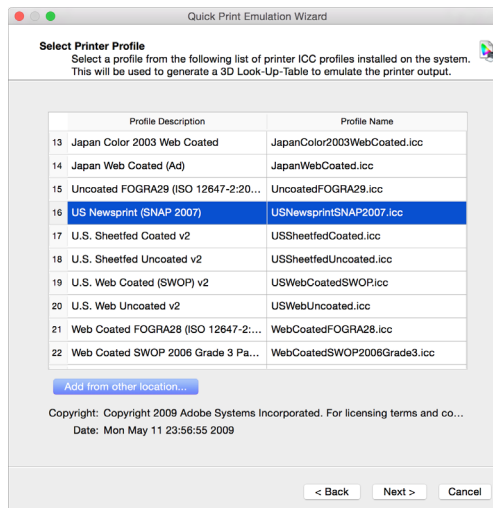 Quick Print Emulation Wizard
Select Printer Profile
Select a profile from the following list of printer ICC profiles installed on the system.
This will be used to generate a 3D Look-Up-Table to emulate the printer output.
Profile Description Profile Name
13 Japan Color 2003 Web Coated JapanColor2003WebCoated.icc
14 Japan Web Coated (Ad) JapanWebCoated.icc
15 Uncoated FOGRA29 (ISO 12647-2:20... UncoatedFOGRA29.icc
16 US Newsprint (SNAP 2007) USNewsprintSNAP2007.icc
17 U.S. Sheetfed Coated v2 USSheetfedCoated.icc
18 U.S. Sheetfed Uncoated v2 USSheetfedUncoated.icc
19 U.S. Web Coated (SWOP) v2 USWebCoatedSWOP.icc
20 U.S. Web Uncoated v2 USWebUncoated.icc
21 Web Coated FOGRA28 (ISO 12647-2:... WebCoatedFOGRA28.icc
22 Web Coated SWOP 2006 Grade 3 Pa... WebCoatedSWOP2006Grade3.icc
Add from other location...
Copyright: Copyright 2009 Adobe Systems Incorporated. For licensing terms and co...
Date: Mon May 11 23:56:55 2009
< Back Next > Cancel